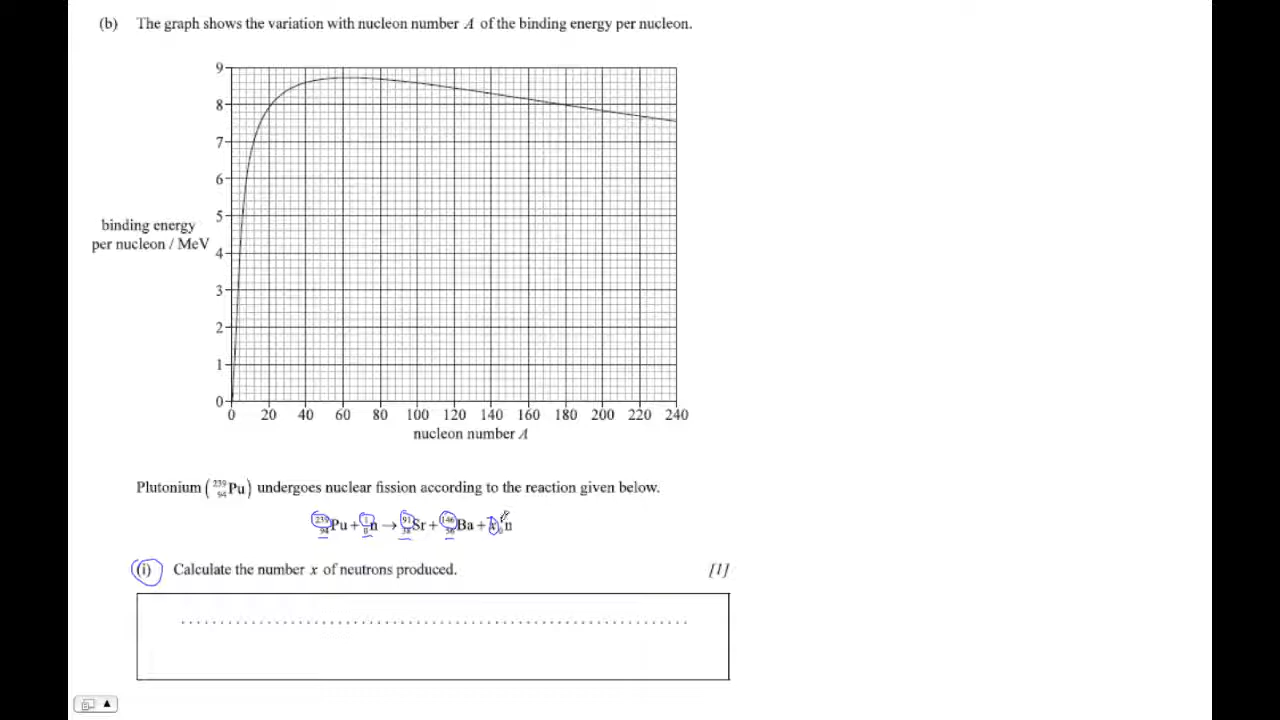 (b) The graph shows the variation with nucleon number A of the binding energy per nucleon.
9
8
7
6
5
4
3
2
1
0
binding energy
per nucleon / MeV
0 20 40 60 80 100 120 140 160 180 200 220 240
nucleon number A
Plutonium (²³⁹₉₄Pu) undergoes nuclear fission according to the reaction given below.
²³⁹₉₄Pu + ¹₀n → ⁹¹₃₈Sr + ¹⁴⁶₅₆Ba + x¹₀n
(i) Calculate the number x of neutrons produced. [1]